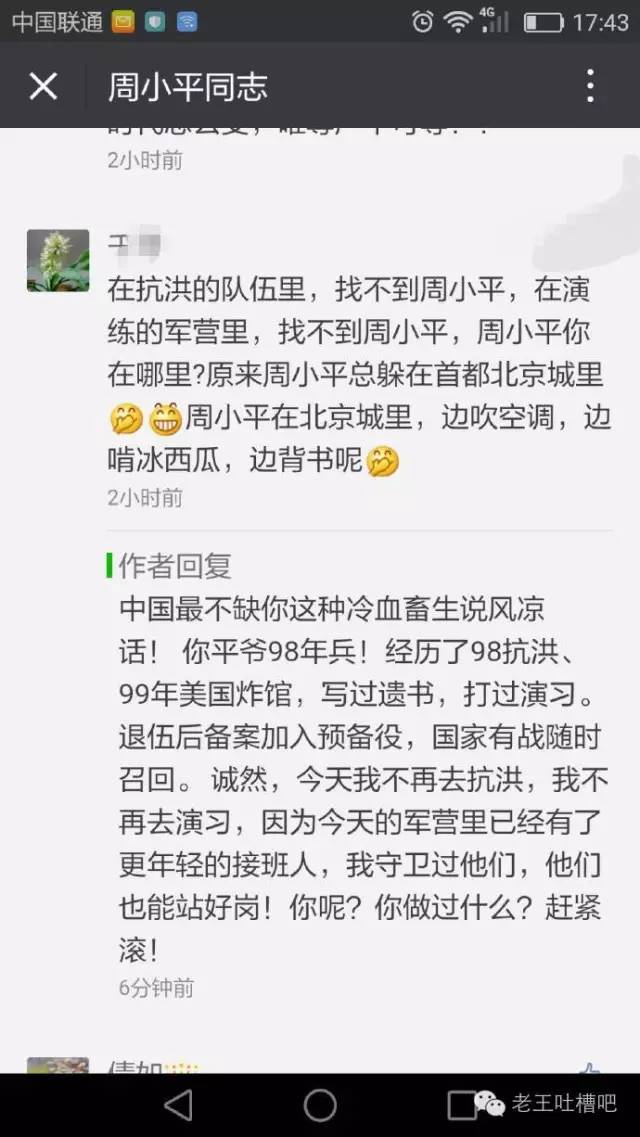 中国联通
4G
17:43
周小平同志
2小时前
在抗洪的队伍里，找不到周小平，在演
练的军营里，找不到周小平，周小平你
在哪里?原来周小平总躲在首都北京城里
周小平在北京城里，边吹空调，边
啃冰西瓜，边背书呢
2小时前
作者回复
中国最不缺你这种冷血畜生说风凉
话！ 你平爷98年兵！经历了98抗洪、
99年美国炸馆，写过遗书，打过演习。
退伍后备案加入预备役，国家有战随时
召回。 诚然，今天我不再去抗洪，我不
再去演习，因为今天的军营里已经有了
更年轻的接班人，我守卫过他们，他们
也能站好岗！你呢？你做过什么？赶紧
滚！
6分钟前
老王吐槽吧